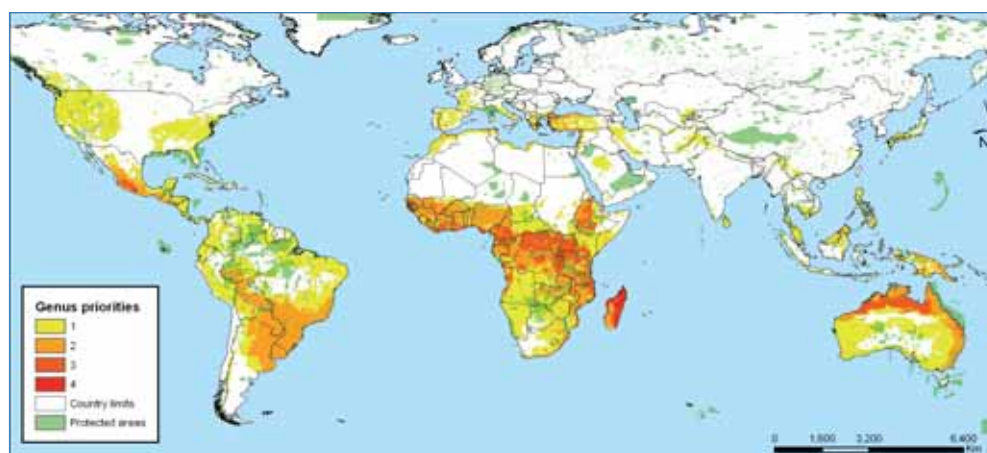 N
Genus priorities
1
2
3
4
Country limits
Protected areas
0 1,600 3,200 6,400
Km